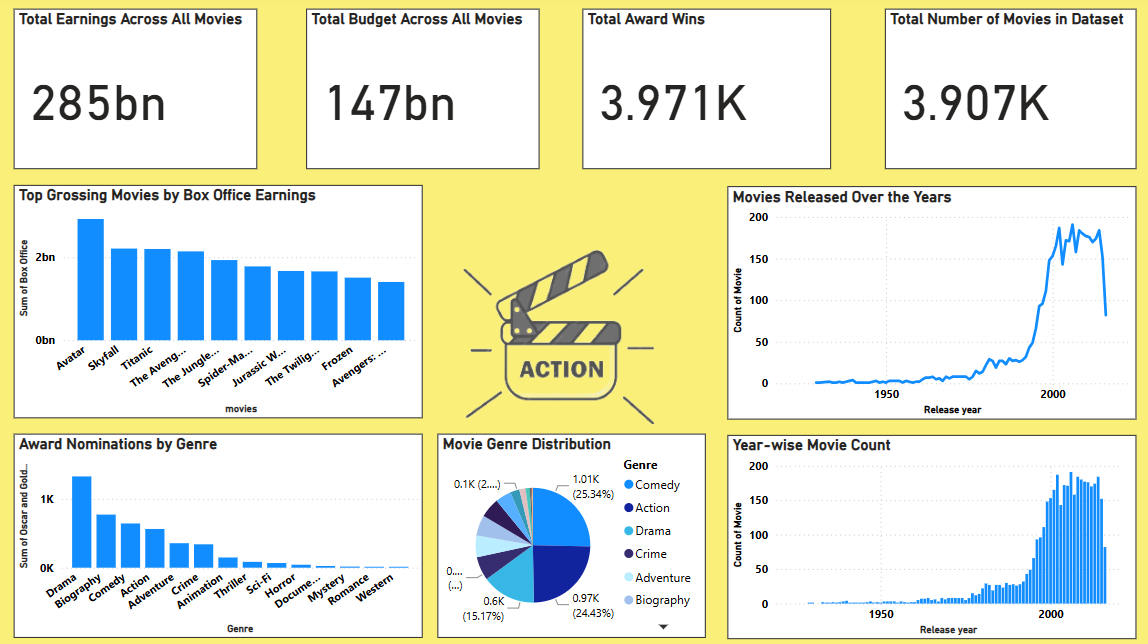 Total Earnings Across All Movies
285bn
Total Budget Across All Movies
147bn
Total Award Wins
3.971K
Total Number of Movies in Dataset
3.907K
Top Grossing Movies by Box Office Earnings
Sum of Box Office
2bn
0bn
Avatar
Skyfall
Titanic
The Aveng...
The Jungle...
Spider-Ma...
Jurassic W...
The Twilig...
Frozen
Avengers: ...
movies
ACTION
Movies Released Over the Years
Count of Movie
200
150
100
50
0
1950
2000
Release year
Award Nominations by Genre
Sum of Oscar and Gold...
1K
0K
Drama
Biography
Comedy
Action
Adventure
Crime
Animation
Thriller
Sci-Fi
Horror
Docume...
Mystery
Romance
Western
Genre
Movie Genre Distribution
0.1K (2....)
1.01K
(25.34%)
0....
(...)
0.6K
(15.17%)
0.97K
(24.43%)
Genre
Comedy
Action
Drama
Crime
Adventure
Biography
Year-wise Movie Count
Count of Movie
200
150
100
50
0
1950
2000
Release year